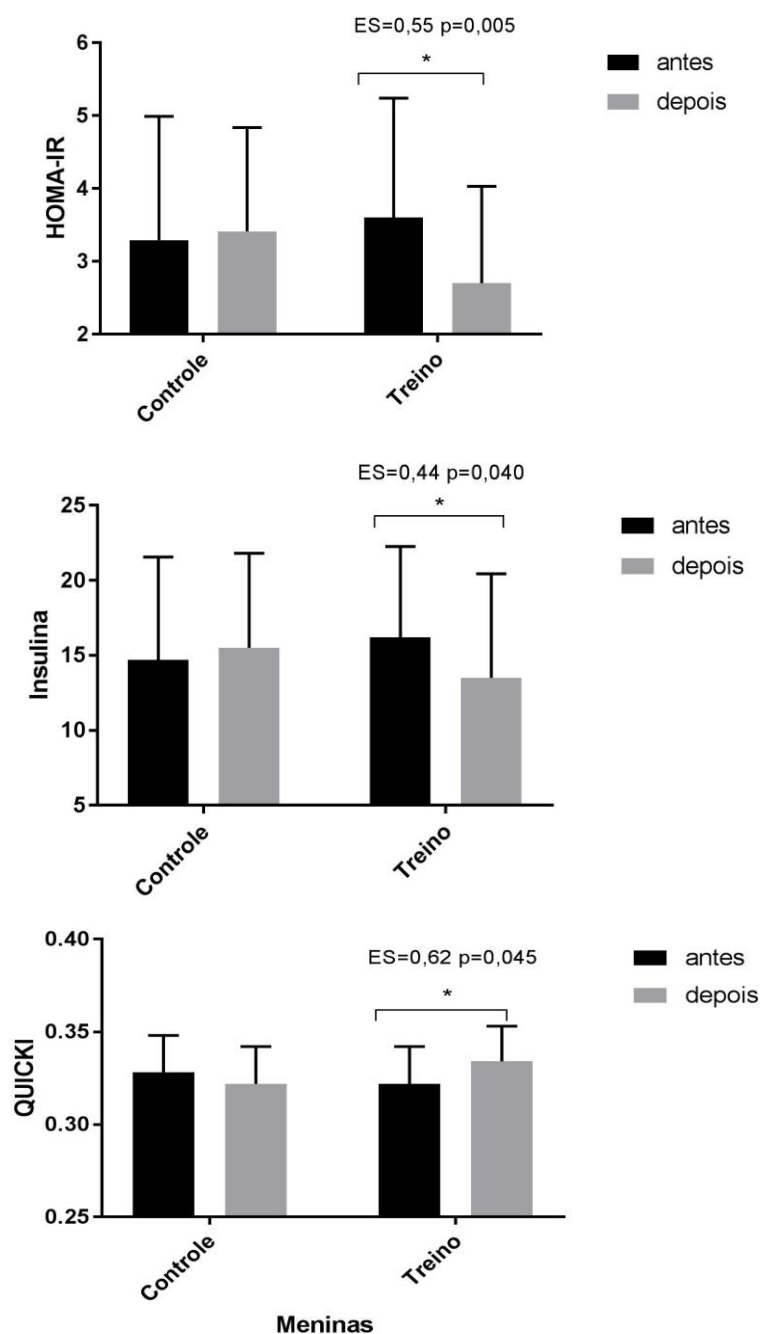 ES=0,55 p=0,005
*
6
5
4
3
2
HOMA-IR
Controle
Treino
antes
depois
ES=0,44 p=0,040
*
25
20
15
10
5
Insulina
Controle
Treino
antes
depois
0.40
0.35
0.30
0.25
QUICKI
ES=0,62 p=0,045
*
Controle
Treino
antes
depois
Meninas